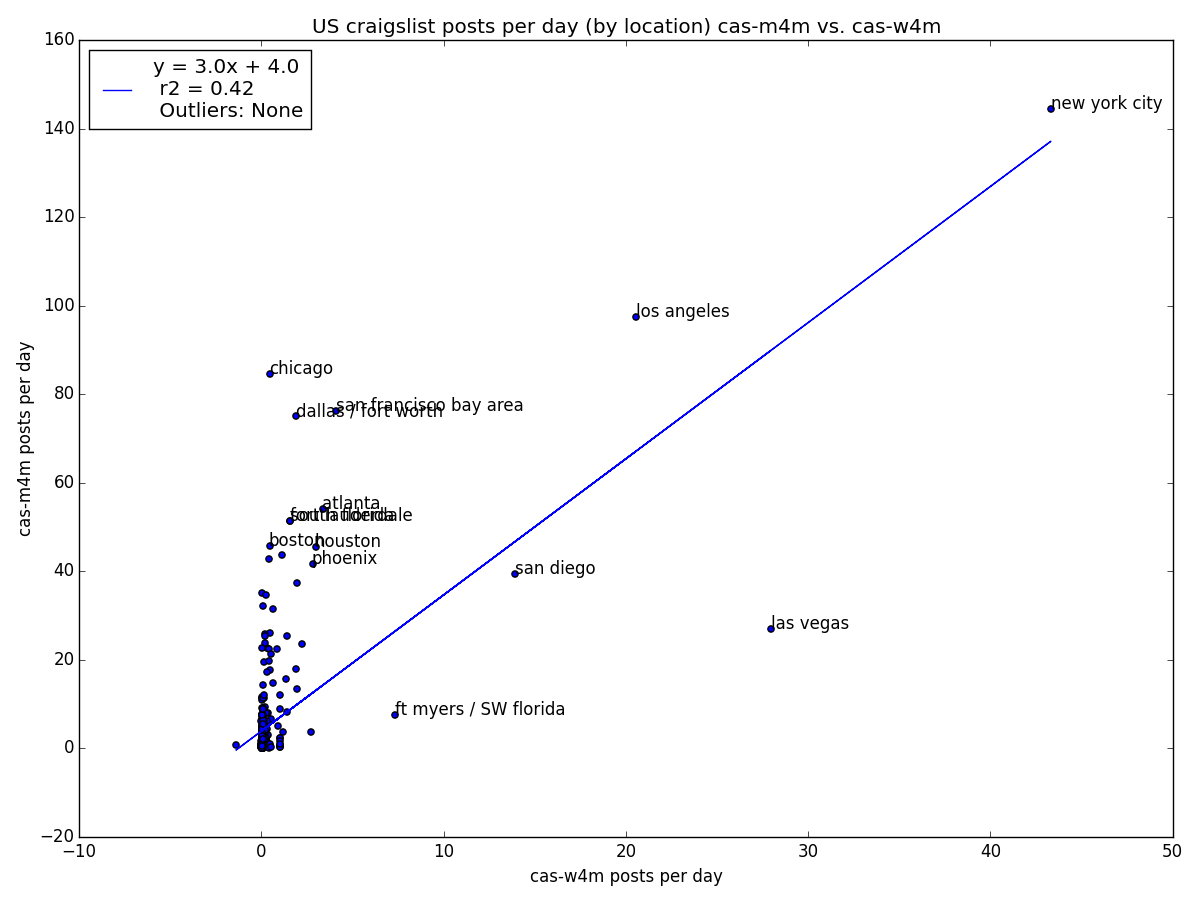 US craigslist posts per day (by location) cas-m4m vs. cas-w4m
y = 3.0x + 4.0
r2 = 0.42
Outliers: None
160
140
120
100
80
60
40
20
0
−20
cas-m4m posts per day
new york city
los angeles
chicago
san francisco bay area
dallas / fort worth
atlanta
fort lauderdale
south florida
boston
houston
phoenix
san diego
las vegas
ft myers / SW florida
−10
0
10
20
30
40
50
cas-w4m posts per day